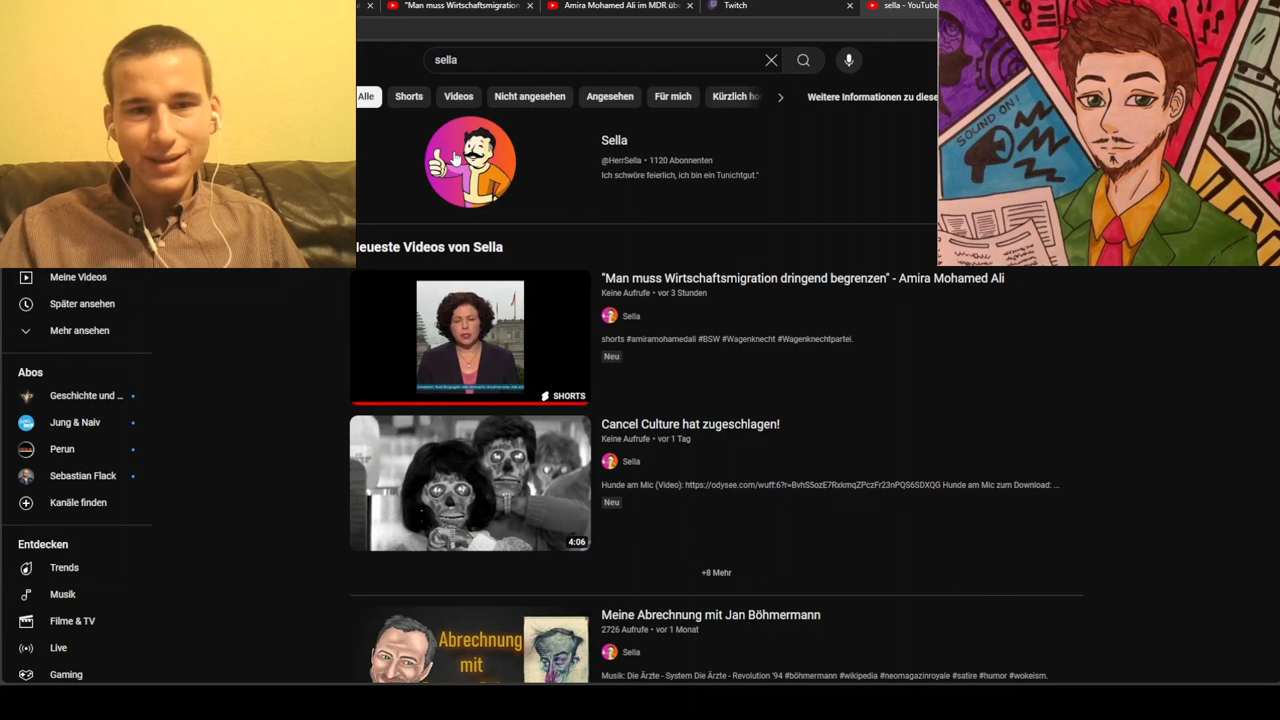 "Man muss Wirtschaftsmigration
Amira Mohamed Ali im MDR üb
Twitch
sella - YouTube
sella
Alle
Shorts
Videos
Nicht angesehen
Angesehen
Für mich
Kürzlich ho
Weitere Informationen zu diese
SOUND ON!
Sella
@HerrSella • 1120 Abonnenten
Ich schwöre feierlich, ich bin ein Tunichtgut."
Neueste Videos von Sella
Meine Videos
Später ansehen
Mehr ansehen
Abos
Geschichte und ...
Jung & Naiv
Perun
Sebastian Flack
Kanäle finden
Entdecken
Trends
Musik
Filme & TV
Live
Gaming
SHORTS
"Man muss Wirtschaftsmigration dringend begrenzen" - Amira Mohamed Ali
Keine Aufrufe • vor 3 Stunden
Sella
shorts #amiramohamedali #BSW #Wagenknecht #Wagenknechtpartei.
Neu
4:06
Cancel Culture hat zugeschlagen!
Keine Aufrufe • vor 1 Tag
Sella
Hunde am Mic (Video): https://odysee.com/wuff:6?r=BvhS5ozE7RxkmqZPczFr23nPQS6SDXQG Hunde am Mic zum Download: ...
Neu
+8 Mehr
Abrechnung
mit
Meine Abrechnung mit Jan Böhmermann
2726 Aufrufe • vor 1 Monat
Sella
Musik: Die Ärzte - System Die Ärzte - Revolution '94 #böhmermann #wikipedia #neomagazinroyale #satire #humor #wokeism.